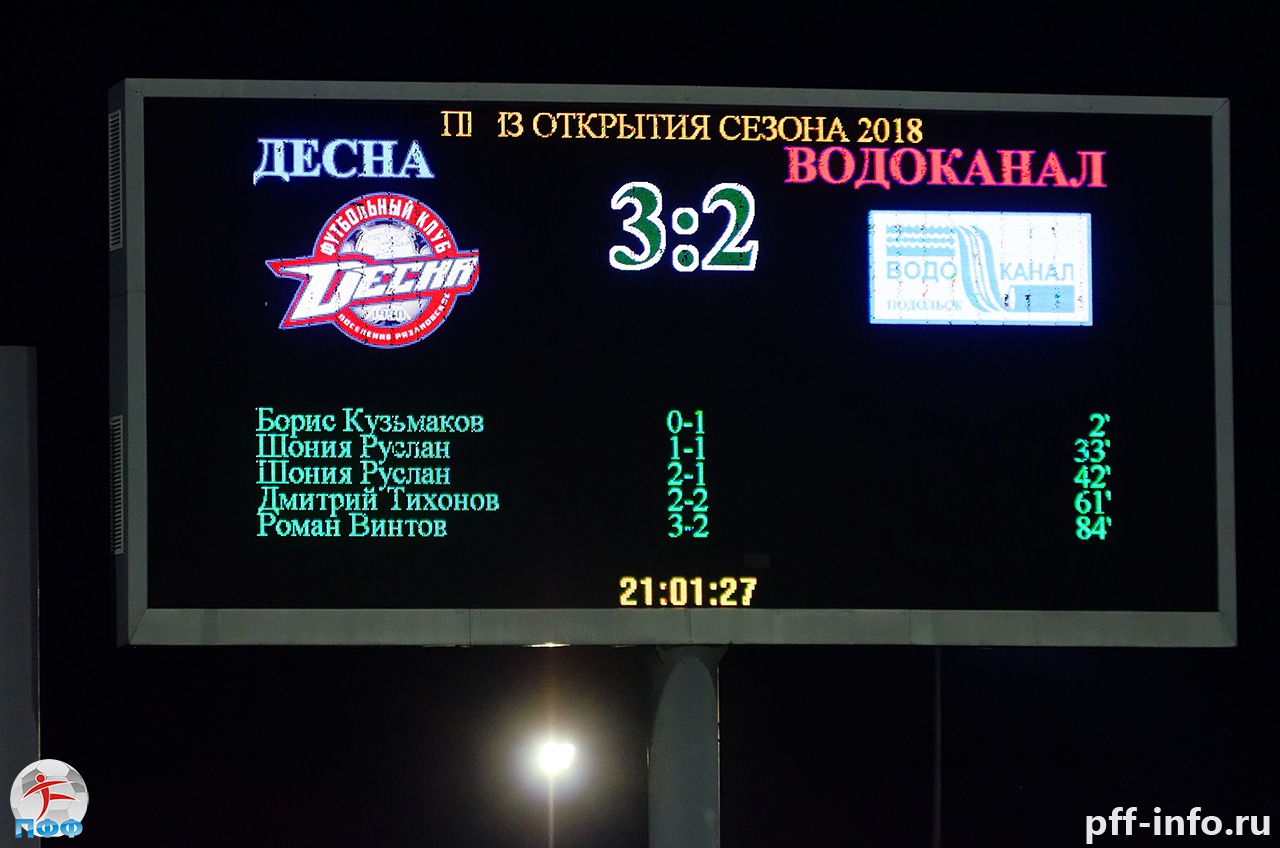 ОТКРЫТИЯ СЕЗОНА 2018
ДЕСНА
ВОДОКАНАЛ
3:2
ФУТБОЛЬНЫЙ КЛУБ
ДЕСНА
ВОДОКАНАЛ
ПОДОЛЬСК
Борис Кузьмаков 0-1 2'
Шония Руслан 1-1 33'
Шония Руслан 2-1 42'
Дмитрий Тихонов 2-2 61'
Роман Винтов 3-2 84'
21:01:27
ПФФ
pff-info.ru